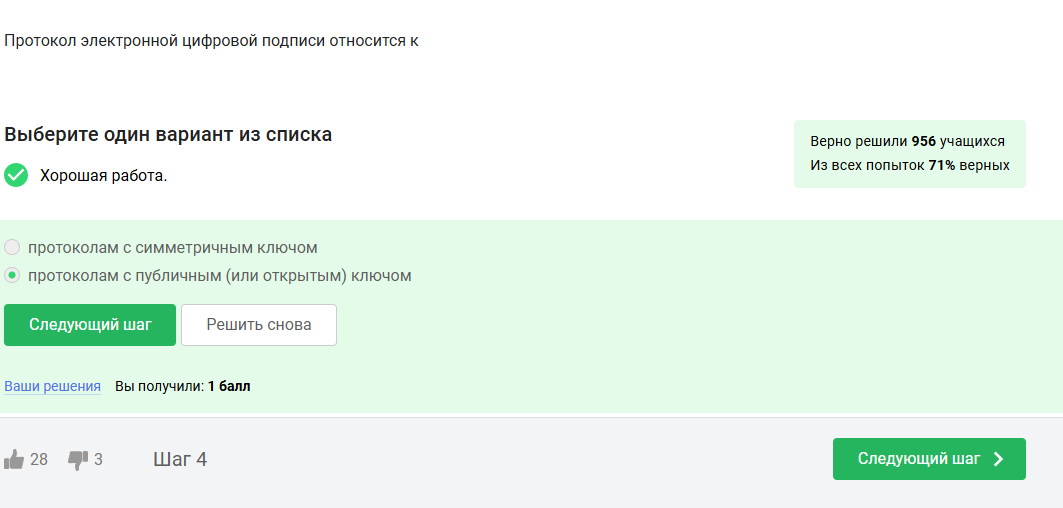 Протокол электронной цифровой подписи относится к
Выберите один вариант из списка
Верно решили 956 учащихся
Из всех попыток 71% верных
Хорошая работа.
протоколам с симметричным ключом
протоколам с публичным (или открытым) ключом
Следующий шаг
Решить снова
Ваши решения Вы получили: 1 балл
28 3 Шаг 4
Следующий шаг